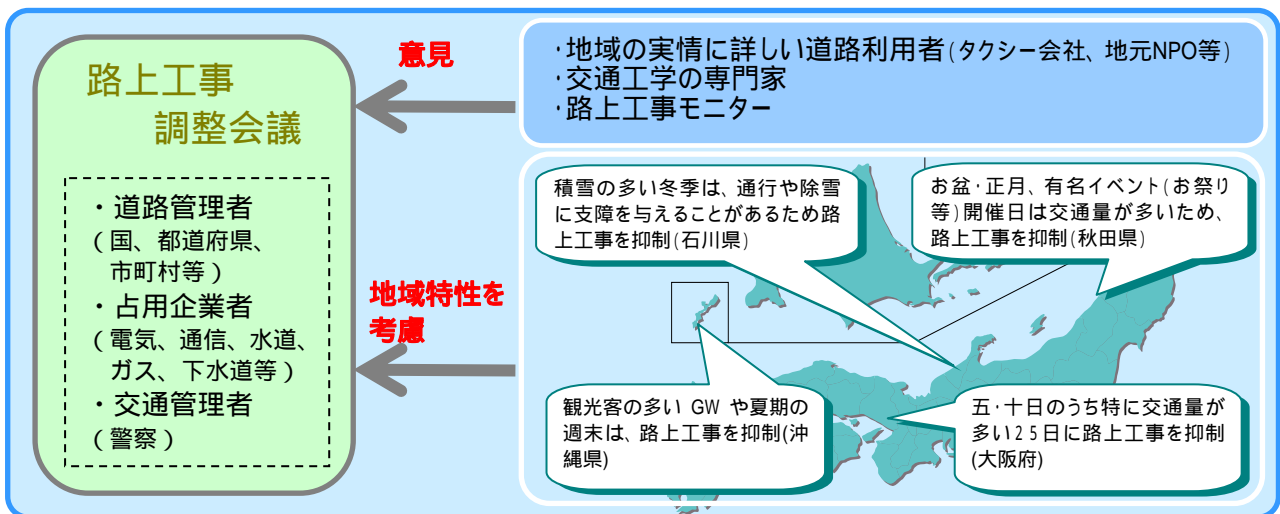 路上工事
調整会議
・道路管理者
（国、都道府県、
市町村等）
・占用企業者
（電気、通信、水道、
ガス、下水道等）
・交通管理者
（警察）
意見
地域特性を
考慮
・地域の実情に詳しい道路利用者(タクシー会社、地元NPO等)
・交通工学の専門家
・路上工事モニター
積雪の多い冬季は、通行や除雪
に支障を与えることがあるため路
上工事を抑制(石川県)
お盆・正月、有名イベント(お祭り
等)開催日は交通量が多いため、
路上工事を抑制(秋田県)
観光客の多い GW や夏期の
週末は、路上工事を抑制(沖
縄県)
五・十日のうち特に交通量が
多い25日に路上工事を抑制
(大阪府)